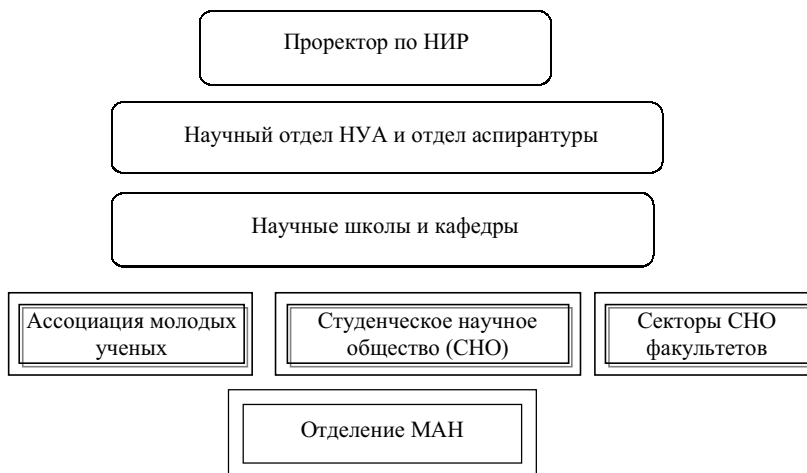 Проректор по НИР
Научный отдел НУА и отдел аспирантуры
Научные школы и кафедры
Ассоциация молодых
ученых
Студенческое научное
общество (СНО)
Секторы СНО
факультетов
Отделение МАН